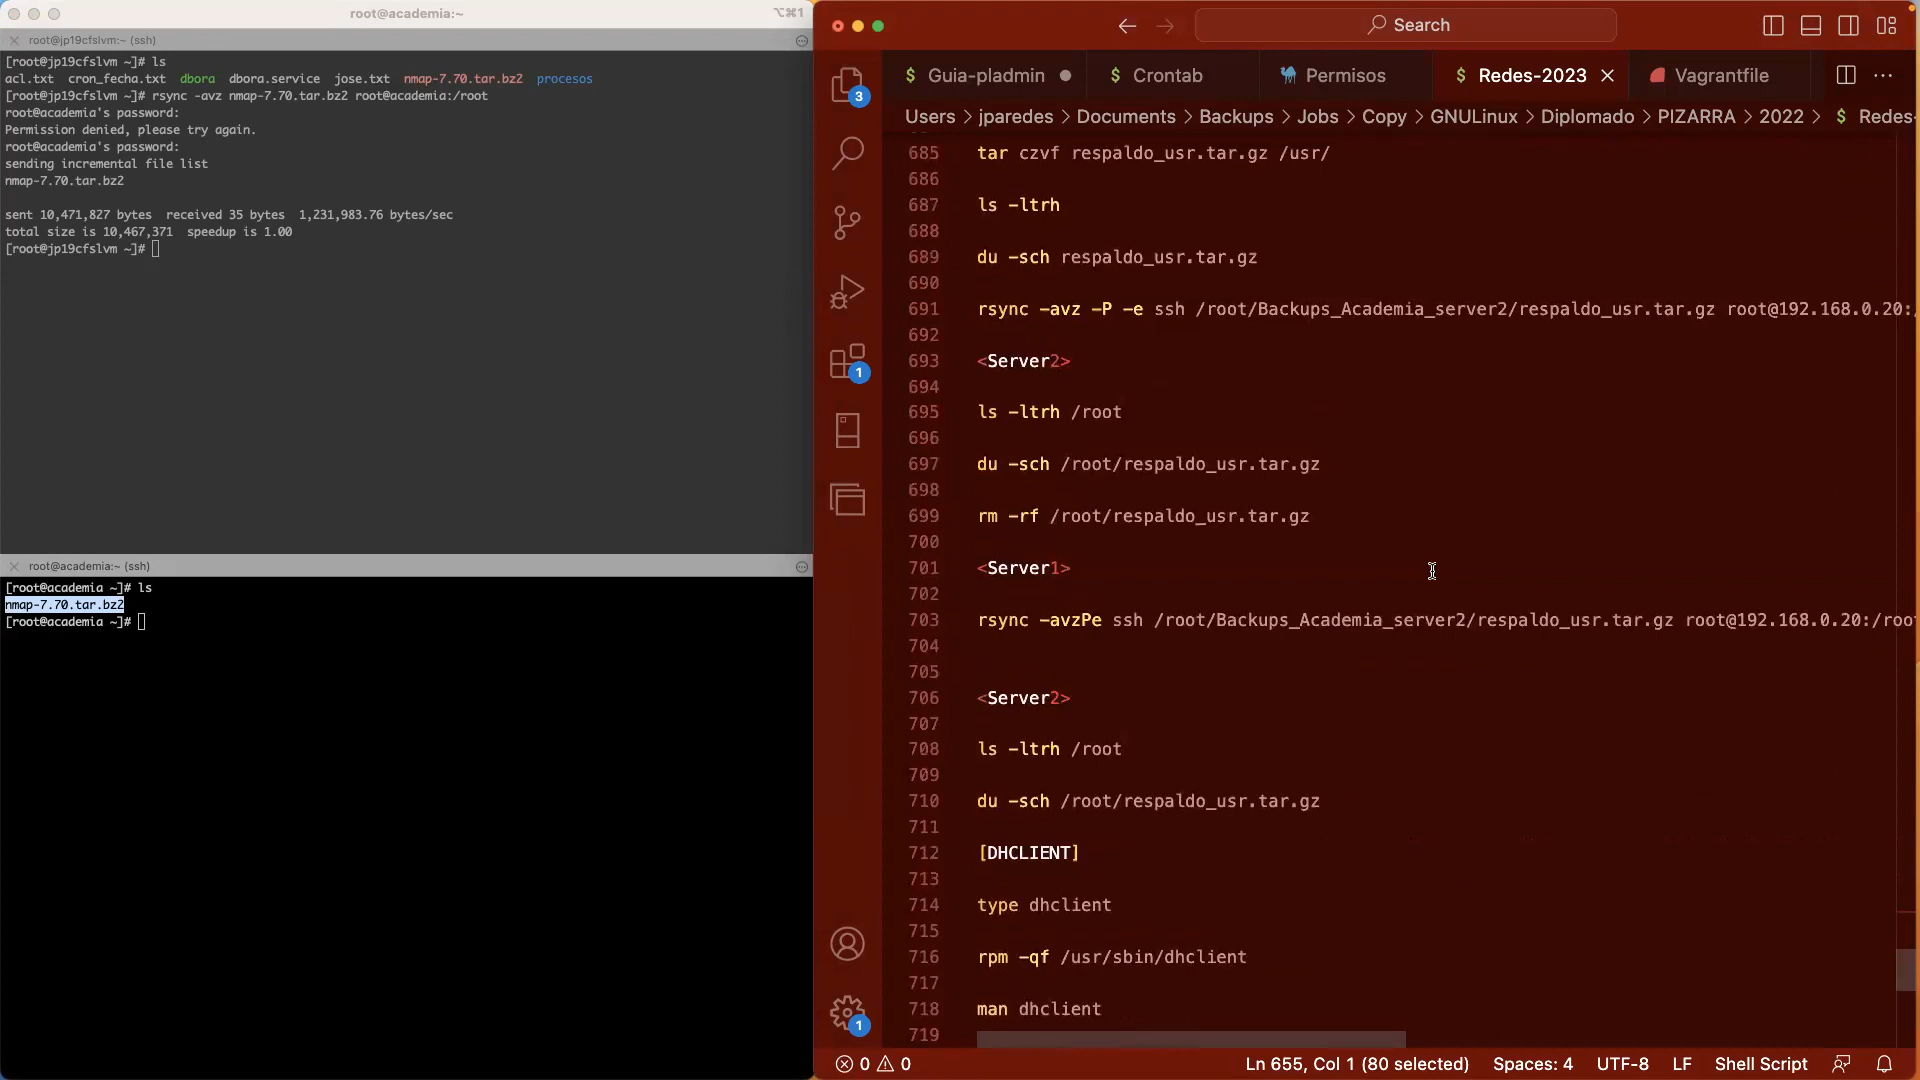 root@academia:~
⌥⌘1
root@jp19cfslvm:~ (ssh)
[root@jp19cfslvm ~]# ls
acl.txt cron_fecha.txt dbora dbora.service jose.txt nmap-7.70.tar.bz2 procesos
[root@jp19cfslvm ~]# rsync -avz nmap-7.70.tar.bz2 root@academia:/root
root@academia's password:
Permission denied, please try again.
root@academia's password:
sending incremental file list
nmap-7.70.tar.bz2
sent 10,471,827 bytes received 35 bytes 1,231,983.76 bytes/sec
total size is 10,467,371 speedup is 1.00
[root@jp19cfslvm ~]#
root@academia:~ (ssh)
[root@academia ~]# ls
nmap-7.70.tar.bz2
[root@academia ~]#
Search
3
1
1
$ Guia-pladmin
$ Crontab
Permisos
$ Redes-2023
Vagrantfile
Users > jparedes > Documents > Backups > Jobs > Copy > GNULinux > Diplomado > PIZARRA > 2022 > $ Redes-
685 tar czvf respaldo_usr.tar.gz /usr/
686
687 ls -ltrh
688
689 du -sch respaldo_usr.tar.gz
690
691 rsync -avz -P -e ssh /root/Backups_Academia_server2/respaldo_usr.tar.gz root@192.168.0.20:
692
693 <Server2>
694
695 ls -ltrh /root
696
697 du -sch /root/respaldo_usr.tar.gz
698
699 rm -rf /root/respaldo_usr.tar.gz
700
701 <Server1>
702
703 rsync -avzPe ssh /root/Backups_Academia_server2/respaldo_usr.tar.gz root@192.168.0.20:/root
704
705
706 <Server2>
707
708 ls -ltrh /root
709
710 du -sch /root/respaldo_usr.tar.gz
711
712 [DHCLIENT]
713
714 type dhclient
715
716 rpm -qf /usr/sbin/dhclient
717
718 man dhclient
719
0 0
Ln 655, Col 1 (80 selected)
Spaces: 4
UTF-8
LF
Shell Script